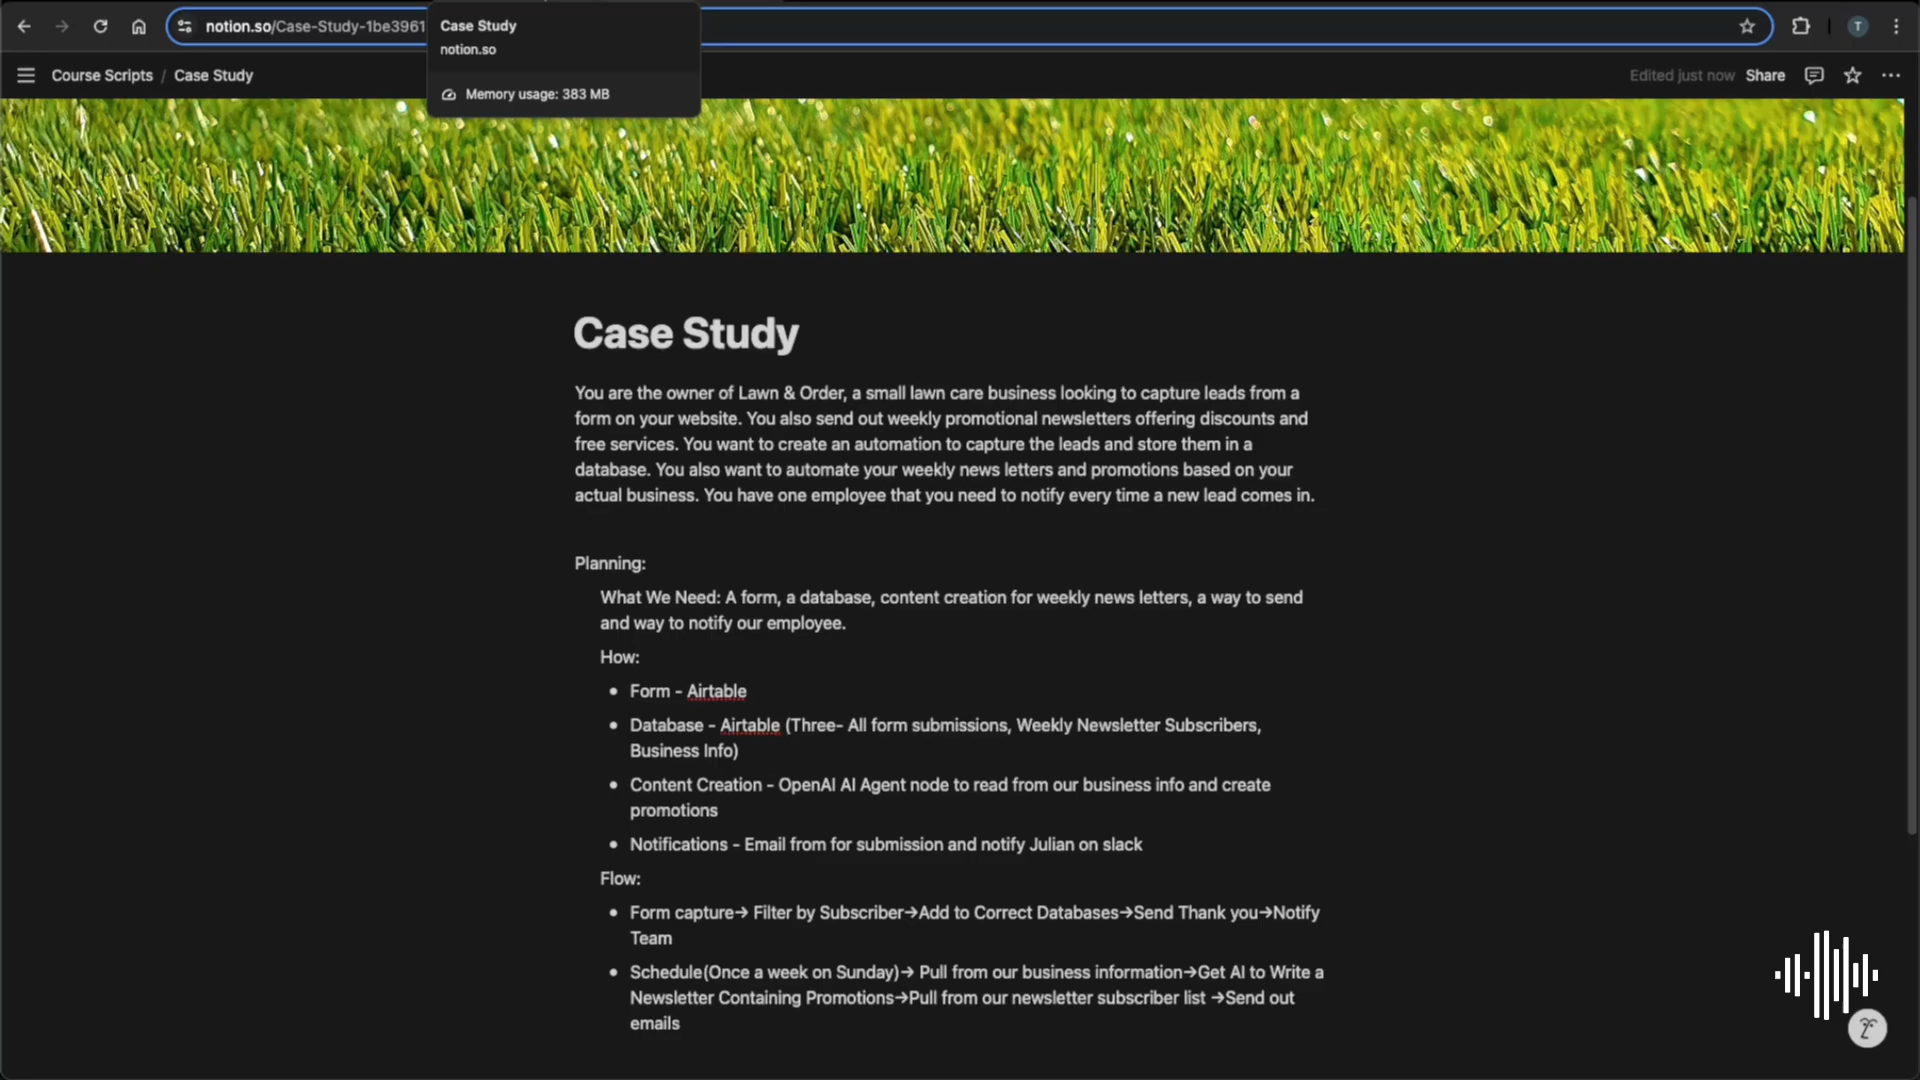 notion.so/Case-Study-1be3961
Case Study
notion.so
Memory usage: 383 MB
T
Course Scripts / Case Study
Edited just now Share
Case Study
You are the owner of Lawn & Order, a small lawn care business looking to capture leads from a
form on your website. You also send out weekly promotional newsletters offering discounts and
free services. You want to create an automation to capture the leads and store them in a
database. You also want to automate your weekly news letters and promotions based on your
actual business. You have one employee that you need to notify every time a new lead comes in.
Planning:
What We Need: A form, a database, content creation for weekly news letters, a way to send
and way to notify our employee.
How:
• Form - Airtable
• Database - Airtable (Three- All form submissions, Weekly Newsletter Subscribers,
Business Info)
• Content Creation - OpenAI AI Agent node to read from our business info and create
promotions
• Notifications - Email from for submission and notify Julian on slack
Flow:
• Form capture→ Filter by Subscriber→Add to Correct Databases→Send Thank you→Notify
Team
• Schedule(Once a week on Sunday)→ Pull from our business information→Get AI to Write a
Newsletter Containing Promotions→Pull from our newsletter subscriber list →Send out
emails